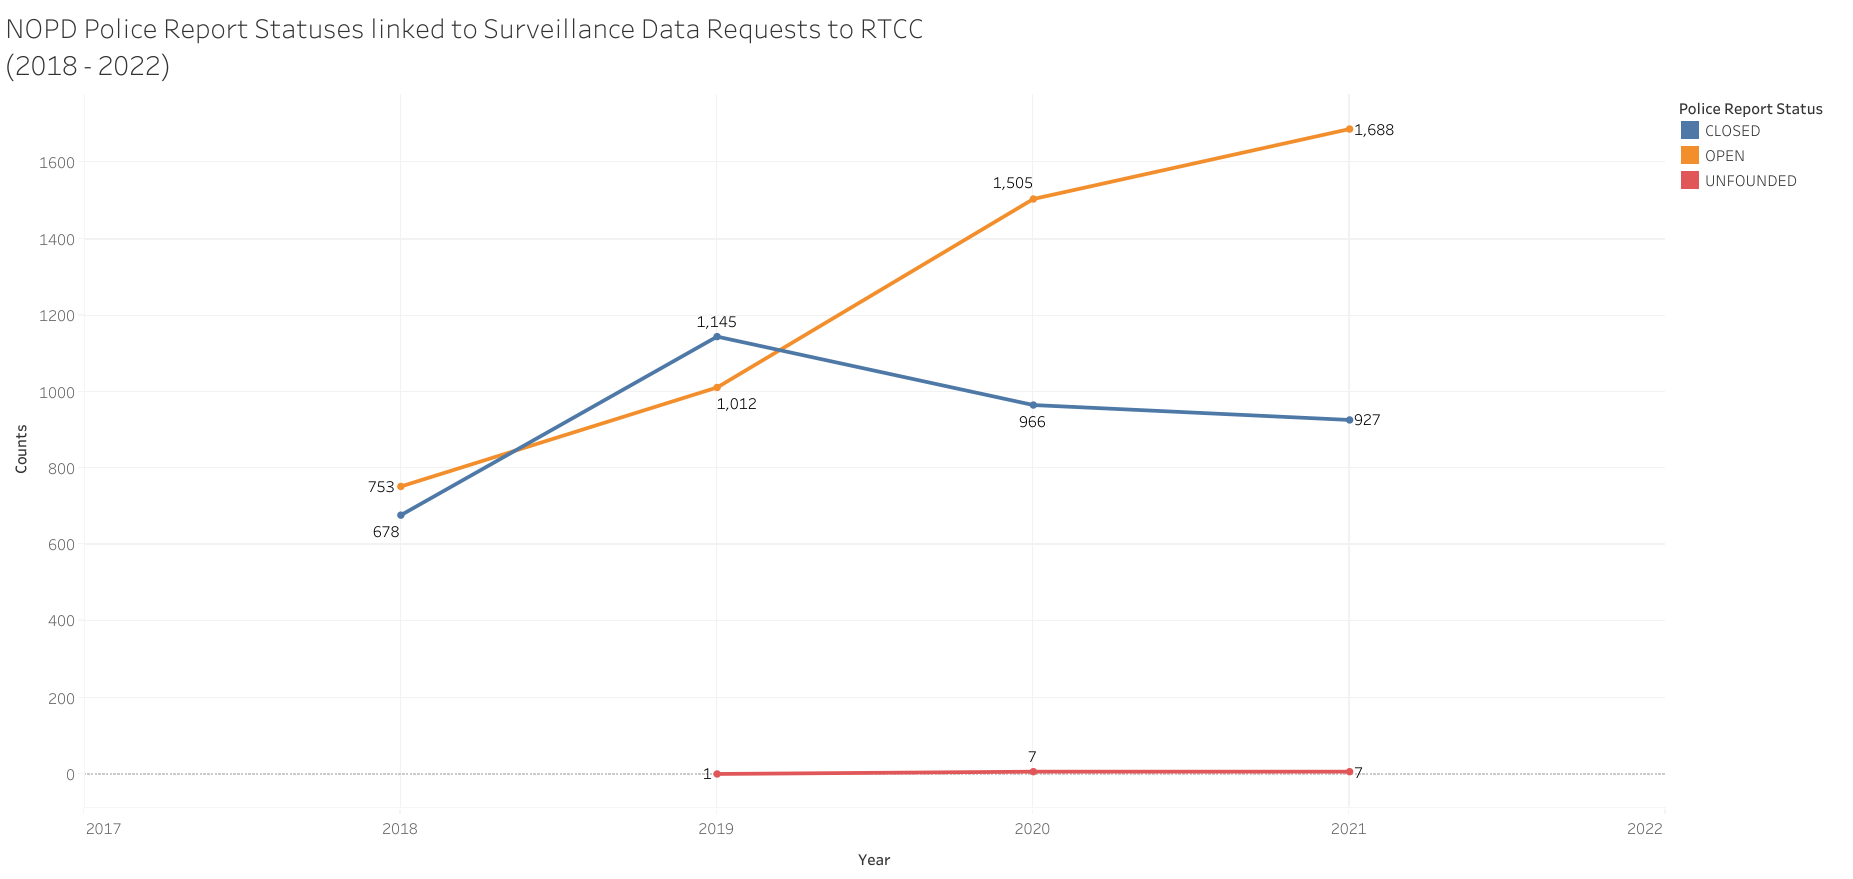 NOPD Police Report Statuses linked to Surveillance Data Requests to RTCC
(2018 - 2022)
Police Report Status
CLOSED
OPEN
UNFOUNDED
1,688
1600
1,505
1400
1200
1,145
1000
1,012
966
927
Counts
800
753
678
600
400
200
7
0
1
7
2017 2018 2019 2020 2021 2022
Year